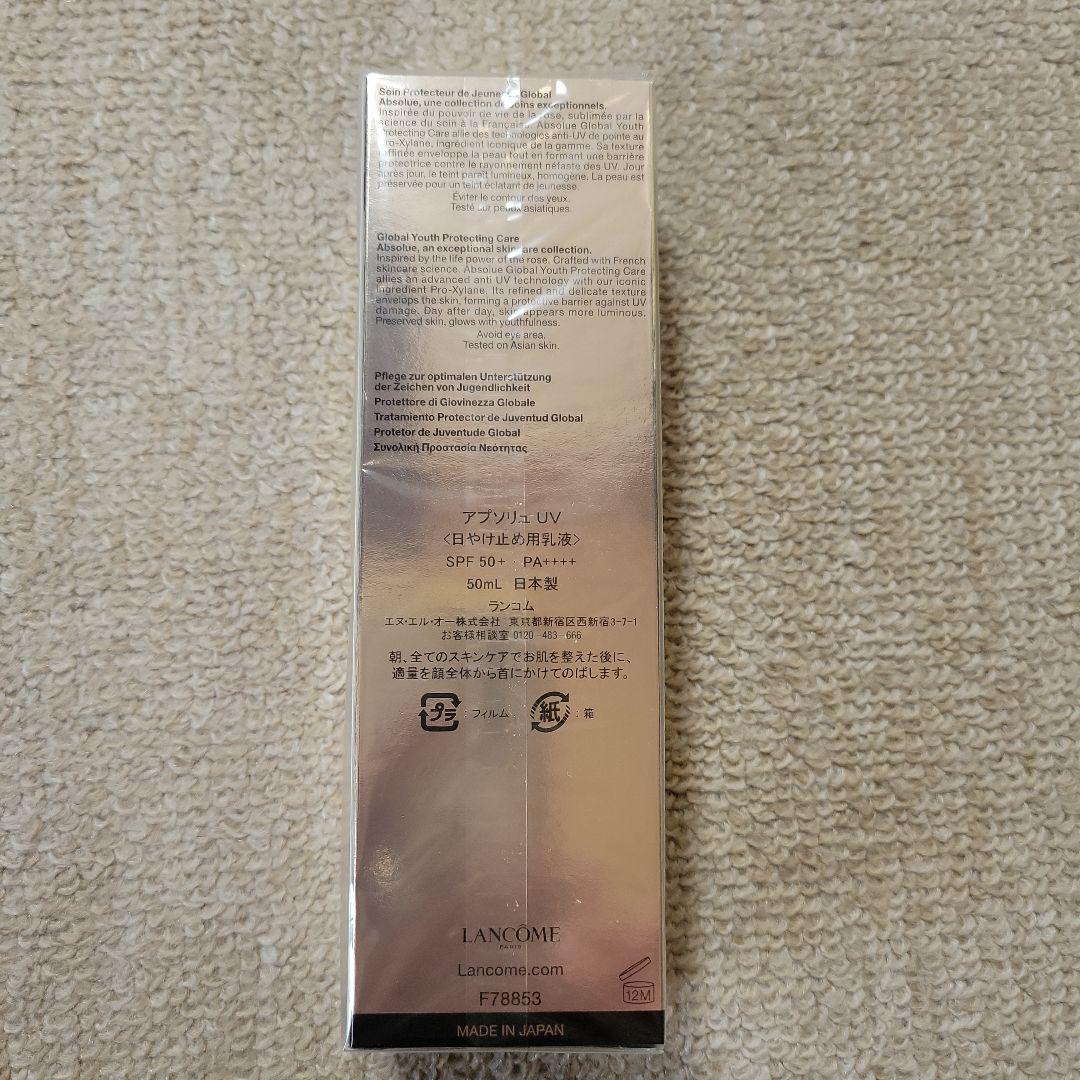 Soin Protecteur de Jeunesse Global
Absolue, une collection de soins exceptionnels.
Inspirée du pouvoir de vie de la rose, sublimée par la
science du soin à la Française, Absolue Global Youth
Protecting Care allie des technologies anti-UV de pointe au
Pro-Xylane, ingrédient iconique de la gamme. Sa texture
raffinée enveloppe la peau tout en formant une barrière
protectrice contre le rayonnement néfaste des UV. Jour
après jour, le teint paraît lumineux, homogène. La peau est
préservée pour un teint éclatant de jeunesse.
Éviter le contour des yeux.
Testé sur peaux asiatiques.
Global Youth Protecting Care
Absolue, an exceptional skincare collection.
Inspired by the life power of the rose. Crafted with French
skincare science. Absolue Global Youth Protecting Care
allies an advanced anti UV technology with our iconic
ingredient Pro-Xylane. Its refined and delicate texture
envelops the skin, forming a protective barrier against UV
damage. Day after day, skin appears more luminous.
Preserved skin, glows with youthfulness.
Avoid eye area.
Tested on Asian skin.
Pflege zur optimalen Unterstützung
der Zeichen von Jugendlichkeit
Protettore di Giovinezza Globale
Tratamiento Protector de Juventud Global
Protetor de Juventude Global
Συνολική Προστασία Νεότητας
アプソリュ UV
〈日やけ止め用乳液〉
SPF 50+ · PA++++
50mL 日本製
ランコム
エヌ・エル・オー株式会社 東京都新宿区西新宿3-7-1
お客様相談室 0120-483-666
朝、全てのスキンケアでお肌を整えた後に、
適量を顔全体から首にかけてのばします。
プラ : フィルム 紙 : 箱
LANCÔME
PARIS
Lancome.com
F78853
12M
MADE IN JAPAN